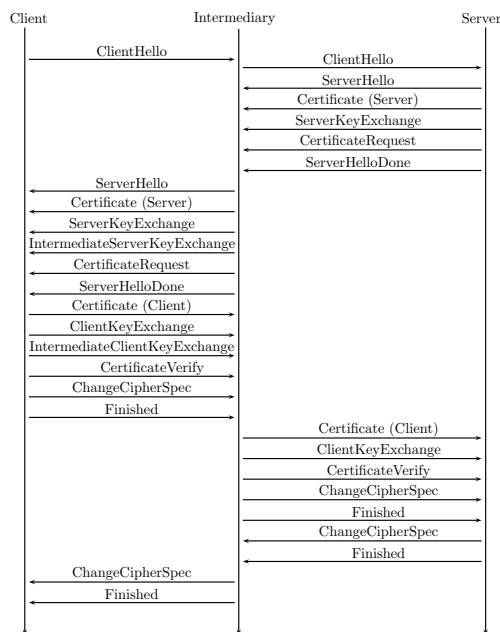 Client Intermediary Server
ClientHello
ClientHello
ServerHello
Certificate (Server)
ServerKeyExchange
CertificateRequest
ServerHelloDone
ServerHello
Certificate (Server)
ServerKeyExchange
IntermediateServerKeyExchange
CertificateRequest
ServerHelloDone
Certificate (Client)
ClientKeyExchange
IntermediateClientKeyExchange
CertificateVerify
ChangeCipherSpec
Finished
Certificate (Client)
ClientKeyExchange
CertificateVerify
ChangeCipherSpec
Finished
ChangeCipherSpec
Finished
ChangeCipherSpec
Finished